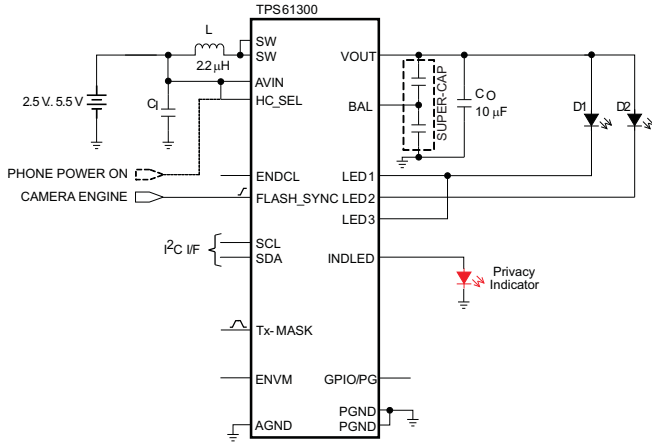 TPS61300
L
2.2 μH
SW
SW
AVIN
HC_SEL
2.5 V..5.5 V
CI
PHONE POWER ON
CAMERA ENGINE
ENDCL
FLASH_SYNC
I2C I/F
SCL
SDA
Tx-MASK
ENVM
AGND
VOUT
BAL
SUPER-CAP
CO
10 μF
D1
D2
LED1
LED2
LED3
INDLED
Privacy
Indicator
GPIO/PG
PGND
PGND